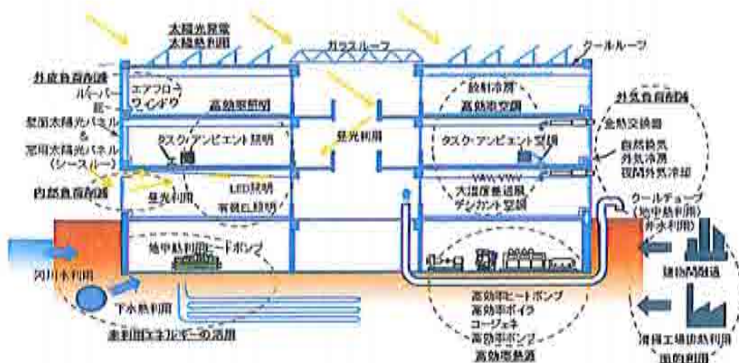 太陽光発電
太陽熱利用
ガラスルーフ
クールルーフ
外皮負荷削減
ルーバー
庇
エアフロー
ウィンドウ
高効率照明
放射冷房
高効率空調
外気負荷削減
壁面太陽光パネル
&
窓用太陽光パネル
(シースルー)
タスク・アンビエント照明
昼光利用
タスク・アンビエント空調
全熱交換器
自然換気
外気冷房
夜間外気冷却
内部負荷削減
昼光利用
LED照明
有機EL照明
VAV,VWV
大温度差送風
デシカント空調
クールチューブ
(地中熱利用)
(井水利用)
地中熱利用ヒートポンプ
河川水利用
下水熱利用
未利用エネルギーの活用
高効率ヒートポンプ
高効率ボイラ
コージェネ
高効率ポンプ
高効率熱源
建物間融通
清掃工場排熱利用
面的利用